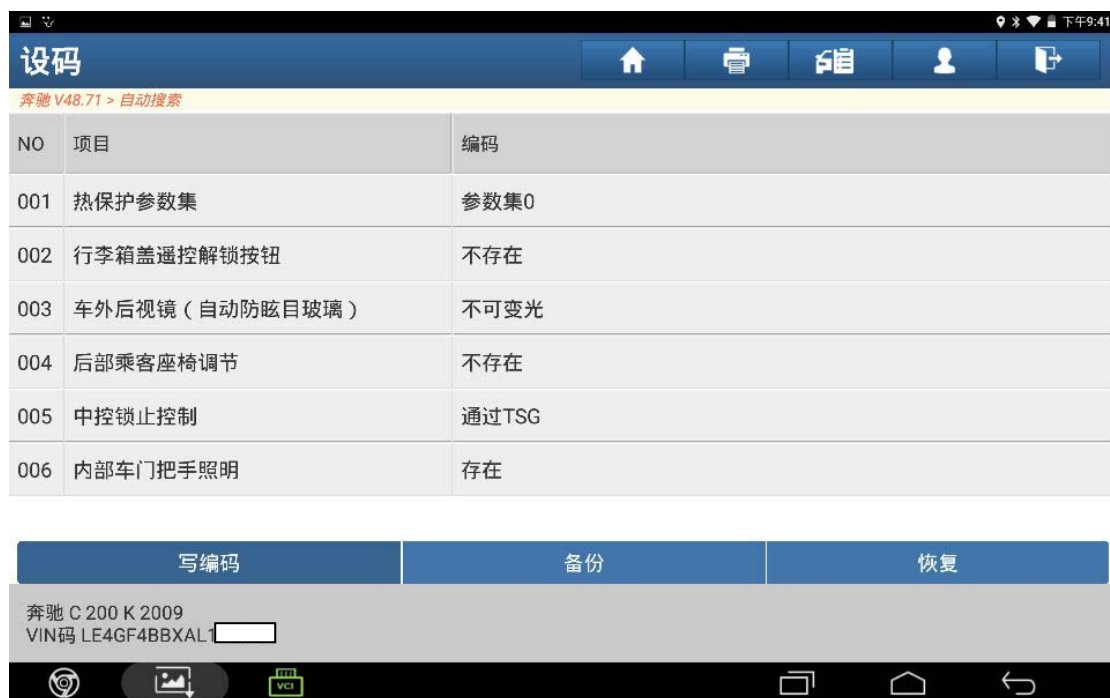 下午9:41
设码
奔驰 V48.71 > 自动搜索
NO 项目 编码
001 热保护参数集 参数集0
002 行李箱盖遥控解锁按钮 不存在
003 车外后视镜（自动防眩目玻璃） 不可变光
004 后部乘客座椅调节 不存在
005 中控锁止控制 通过TSG
006 内部车门把手照明 存在
写编码 备份 恢复
奔驰 C 200 K 2009
VIN码 LE4GF4BBXAL1
VCI